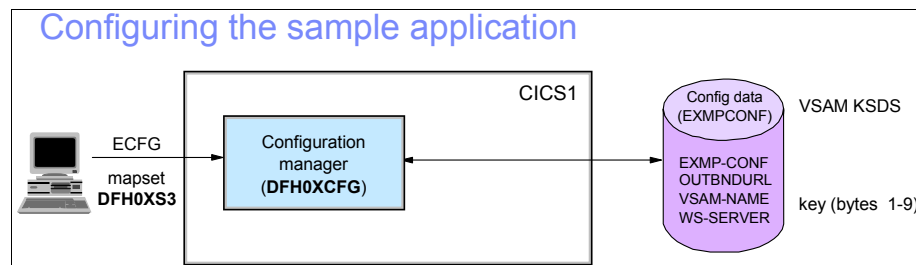 Configuring the sample application
CICS1
ECFG
mapset
DFH0XS3
Configuration
manager
(DFH0XCFG)
Config data
(EXMPCONF)
EXMP-CONF
OUTBNDURL
VSAM-NAME
WS-SERVER
VSAM KSDS
key (bytes 1-9)